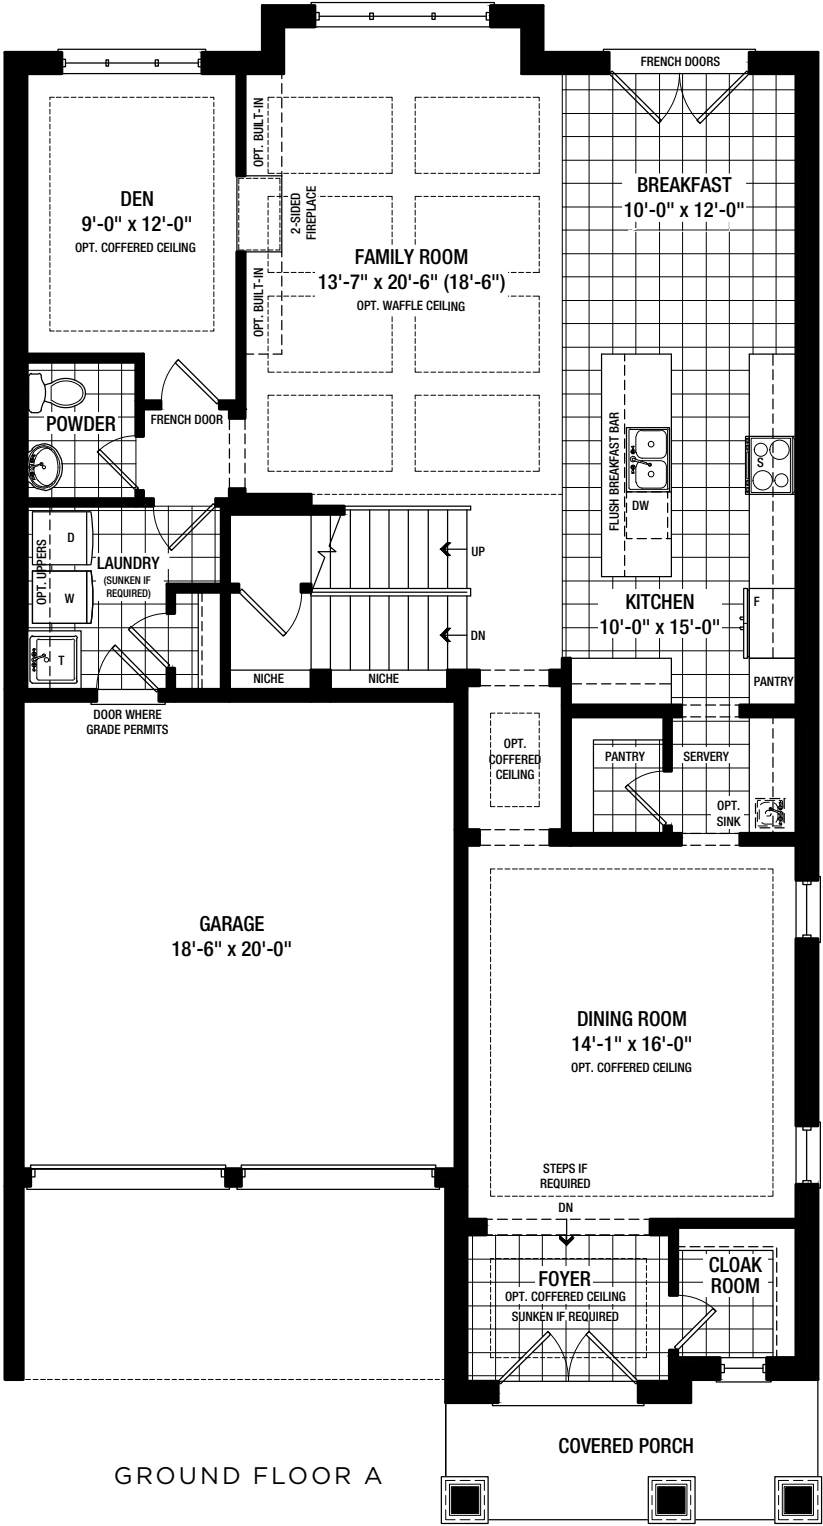 FRENCH DOORS
DEN
9'-0" x 12'-0"
OPT. COFFERED CEILING
OPT. BUILT-IN
2-SIDED
FIREPLACE
OPT. BUILT-IN
FAMILY ROOM
13'-7" x 20'-6" (18'-6")
OPT. WAFFLE CEILING
BREAKFAST
10'-0" x 12'-0"
POWDER
FRENCH DOOR
FLUSH BREAKFAST BAR
DW
S
OPT. UPPERS
D
W
T
LAUNDRY
(SUNKEN IF
REQUIRED)
UP
DN
NICHE
NICHE
KITCHEN
10'-0" x 15'-0"
F
PANTRY
DOOR WHERE
GRADE PERMITS
OPT.
COFFERED
CEILING
PANTRY
SERVERY
OPT.
SINK
GARAGE
18'-6" x 20'-0"
DINING ROOM
14'-1" x 16'-0"
OPT. COFFERED CEILING
STEPS IF
REQUIRED
DN
FOYER
OPT. COFFERED CEILING
SUNKEN IF REQUIRED
CLOAK
ROOM
COVERED PORCH
GROUND FLOOR A